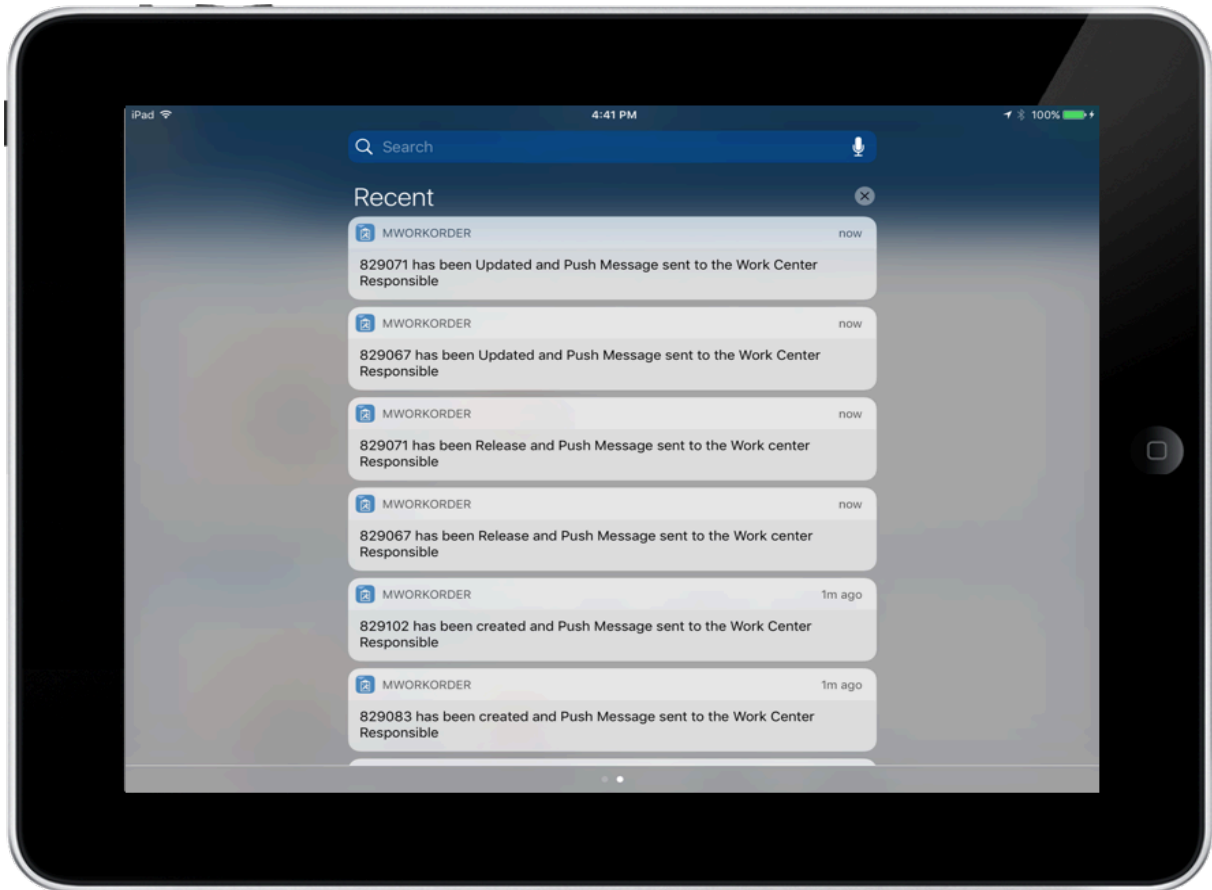 iPad 4:41 PM 100%
Search
Recent
MWORKORDER now
829071 has been Updated and Push Message sent to the Work Center
Responsible
MWORKORDER now
829067 has been Updated and Push Message sent to the Work Center
Responsible
MWORKORDER now
829071 has been Release and Push Message sent to the Work center
Responsible
MWORKORDER now
829067 has been Release and Push Message sent to the Work center
Responsible
MWORKORDER 1m ago
829102 has been created and Push Message sent to the Work Center
Responsible
MWORKORDER 1m ago
829083 has been created and Push Message sent to the Work Center
Responsible